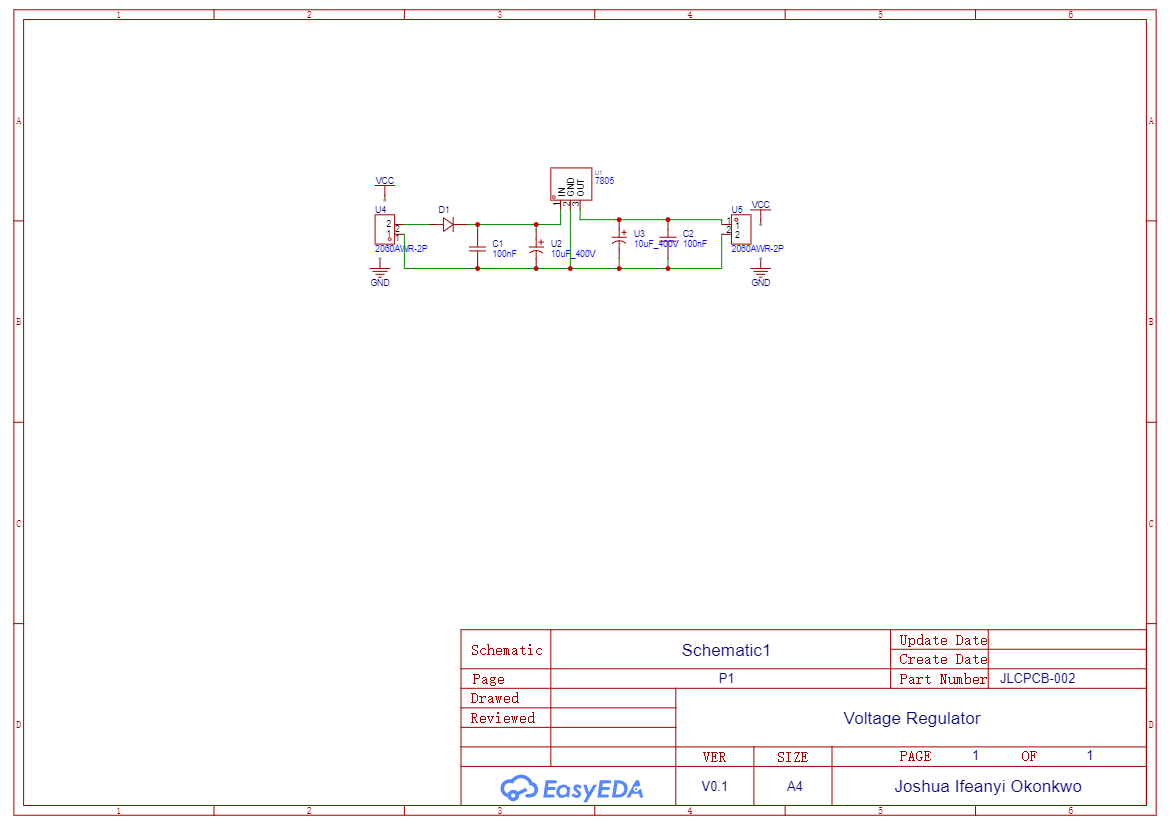 1 2 3 4 5 6
A A
U1
7805
IN
GND
OUT
1
2
3
VCC
U4
2
1
2
1
2060AWR-2P
GND
D1
C1
100nF
U2
10uF_400V
U3
10uF_400V
C2
100nF
U5
VCC
1
2
1
2
2060AWR-2P
GND
B B
C C
D D
Schematic Schematic1 Update Date
Create Date
Page P1 Part Number JLCPCB-002
Drawed
Reviewed Voltage Regulator
VER SIZE PAGE 1 OF 1
EasyEDA V0.1 A4 Joshua Ifeanyi Okonkwo
1 2 3 4 5 6